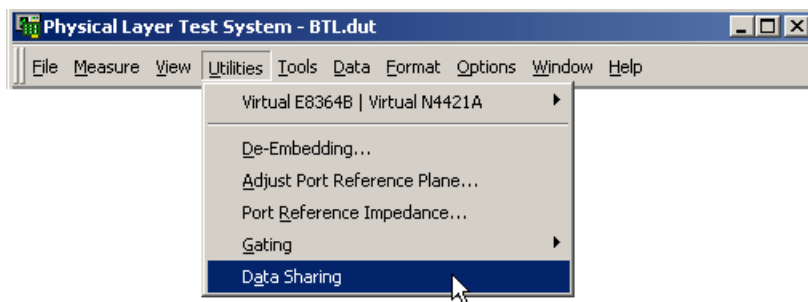 Physical Layer Test System - BTL.dut
File Measure View Utilities Tools Data Format Options Window Help
Virtual E8364B | Virtual N4421A
De-Embedding...
Adjust Port Reference Plane...
Port Reference Impedance...
Gating
Data Sharing